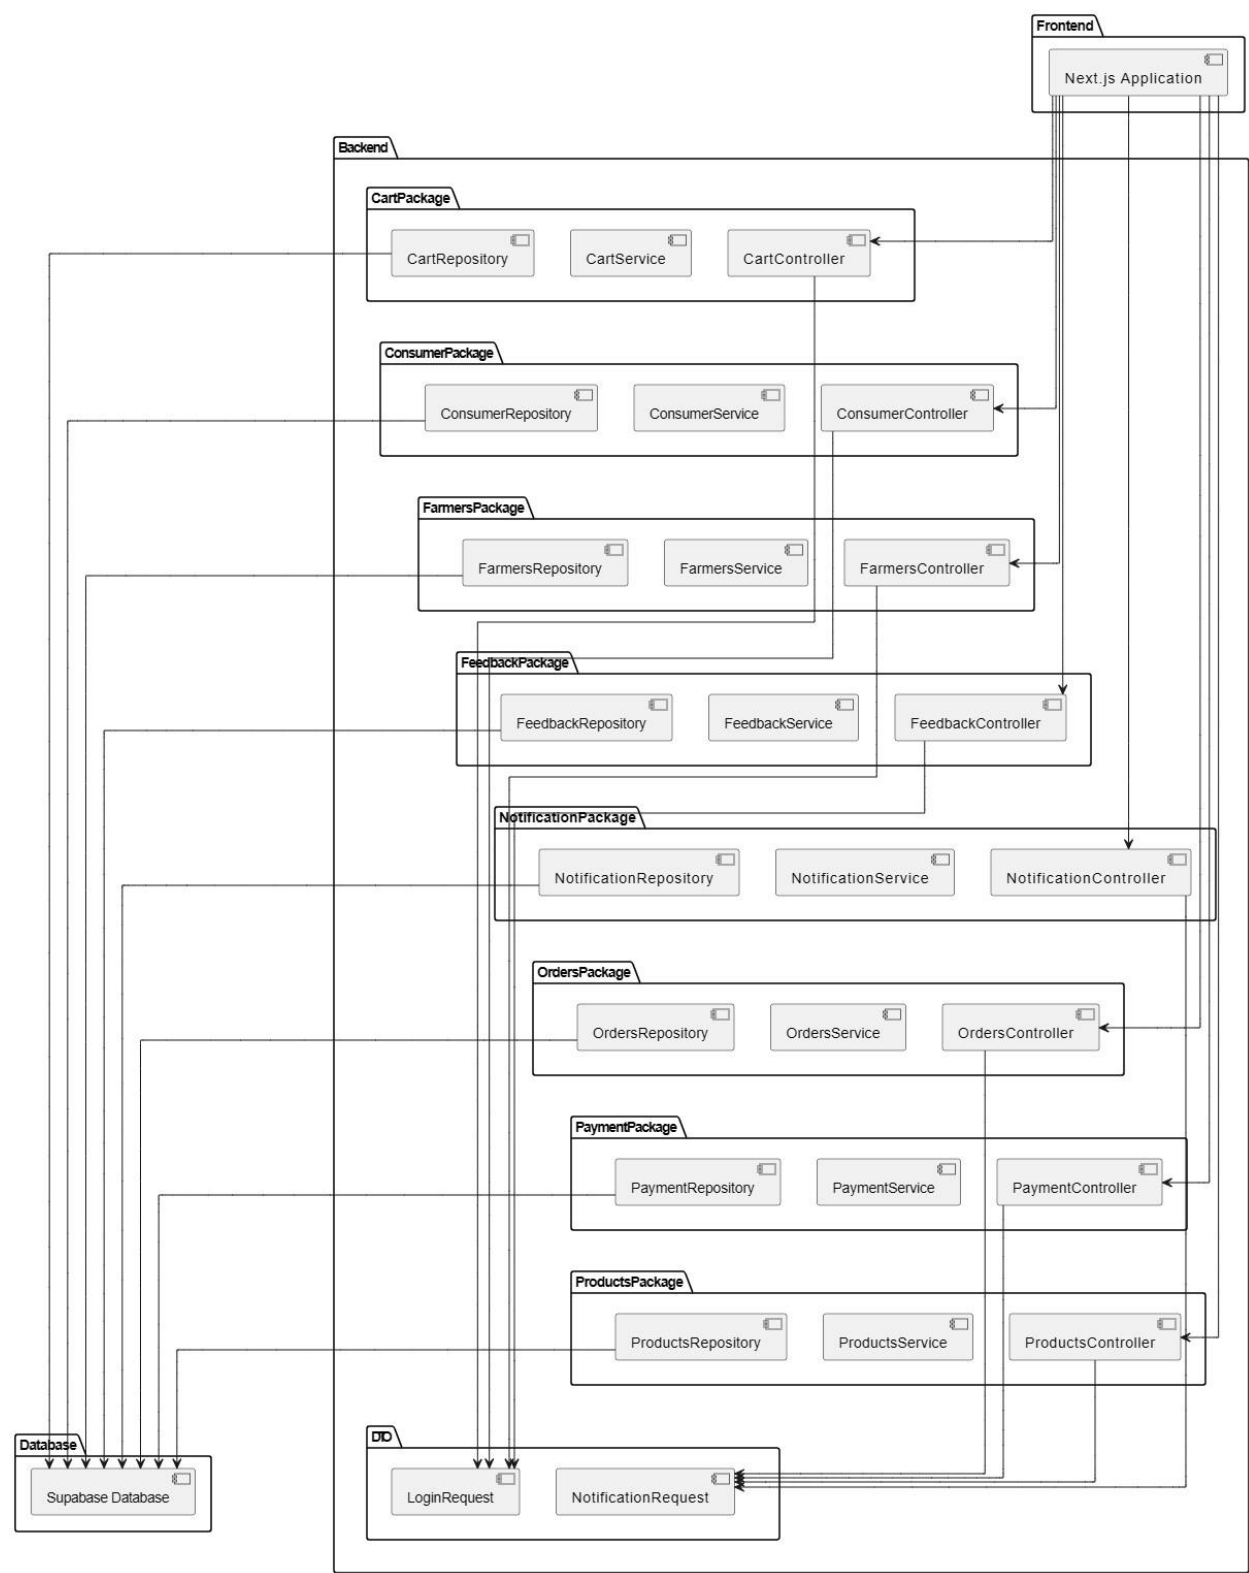 Frontend
Next.js Application
Backend
CartPackage
CartRepository
CartService
CartController
ConsumerPackage
ConsumerRepository
ConsumerService
ConsumerController
FarmersPackage
FarmersRepository
FarmersService
FarmersController
FeedbackPackage
FeedbackRepository
FeedbackService
FeedbackController
NotificationPackage
NotificationRepository
NotificationService
NotificationController
OrdersPackage
OrdersRepository
OrdersService
OrdersController
PaymentPackage
PaymentRepository
PaymentService
PaymentController
ProductsPackage
ProductsRepository
ProductsService
ProductsController
Database
Supabase Database
DTO
LoginRequest
NotificationRequest